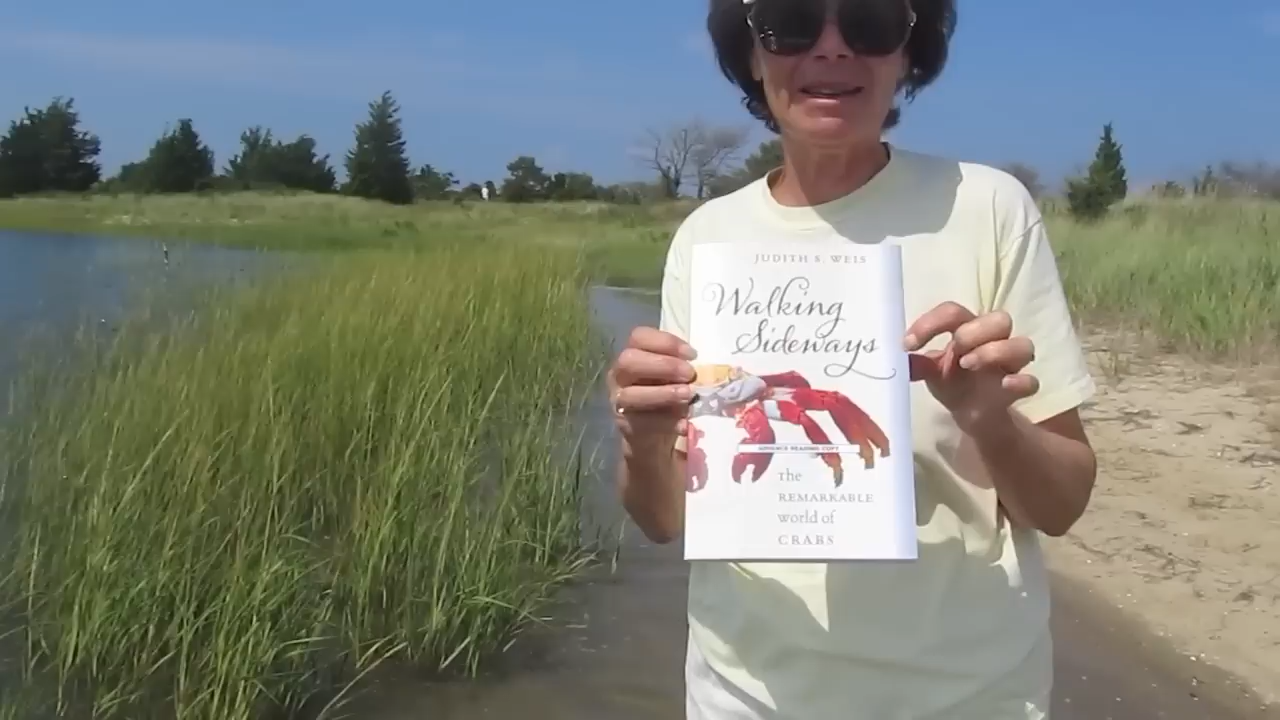 JUDITH S. WEIS
Walking
Sideways
ADVANCE READING COPY
the
REMARKABLE
world of
CRABS